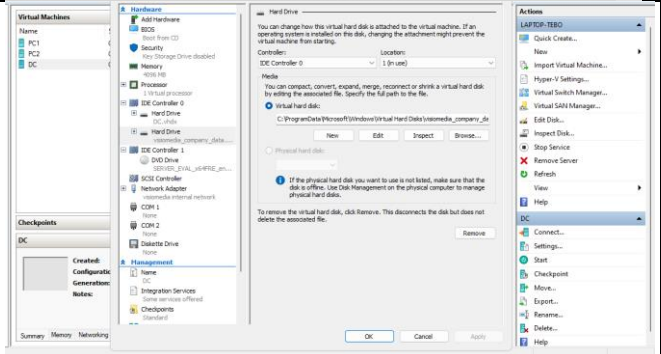 Virtual Machines
Name
PC1
PC2
DC
Checkpoints
DC
Created:
Configuratic
Generation:
Notes:
Summary Memory Networking
Hardware
Add Hardware
BIOS
Boot from CD
Security
Key Storage Drive disabled
Memory
4096 MB
Processor
1 Virtual processor
IDE Controller 0
Hard Drive
DC.vhdx
Hard Drive
visiomedia_company_data....
IDE Controller 1
DVD Drive
SERVER_EVAL_x64FRE_en...
SCSI Controller
Network Adapter
visiomedia internal network
COM 1
None
COM 2
None
Diskette Drive
None
Management
Name
DC
Integration Services
Some services offered
Checkpoints
Standard
Hard Drive
You can change how this virtual hard disk is attached to the virtual machine. If an
operating system is installed on this disk, changing the attachment might prevent the
virtual machine from starting.
Controller: Location:
IDE Controller 0 1 (in use)
Media
You can compact, convert, expand, merge, reconnect or shrink a virtual hard disk
by editing the associated file. Specify the full path to the file.
Virtual hard disk:
C:\ProgramData\Microsoft\Windows\Virtual Hard Disks\visiomedia_company_da
New Edit Inspect Browse...
Physical hard disk:
If the physical hard disk you want to use is not listed, make sure that the
disk is offline. Use Disk Management on the physical computer to manage
physical hard disks.
To remove the virtual hard disk, click Remove. This disconnects the disk but does not
delete the associated file.
Remove
OK Cancel Apply
Actions
LAPTOP-TEBO
Quick Create...
New
Import Virtual Machine...
Hyper-V Settings...
Virtual Switch Manager...
Virtual SAN Manager...
Edit Disk...
Inspect Disk...
Stop Service
Remove Server
Refresh
View
Help
DC
Connect...
Settings...
Start
Checkpoint
Move...
Export...
Rename...
Delete...
Help